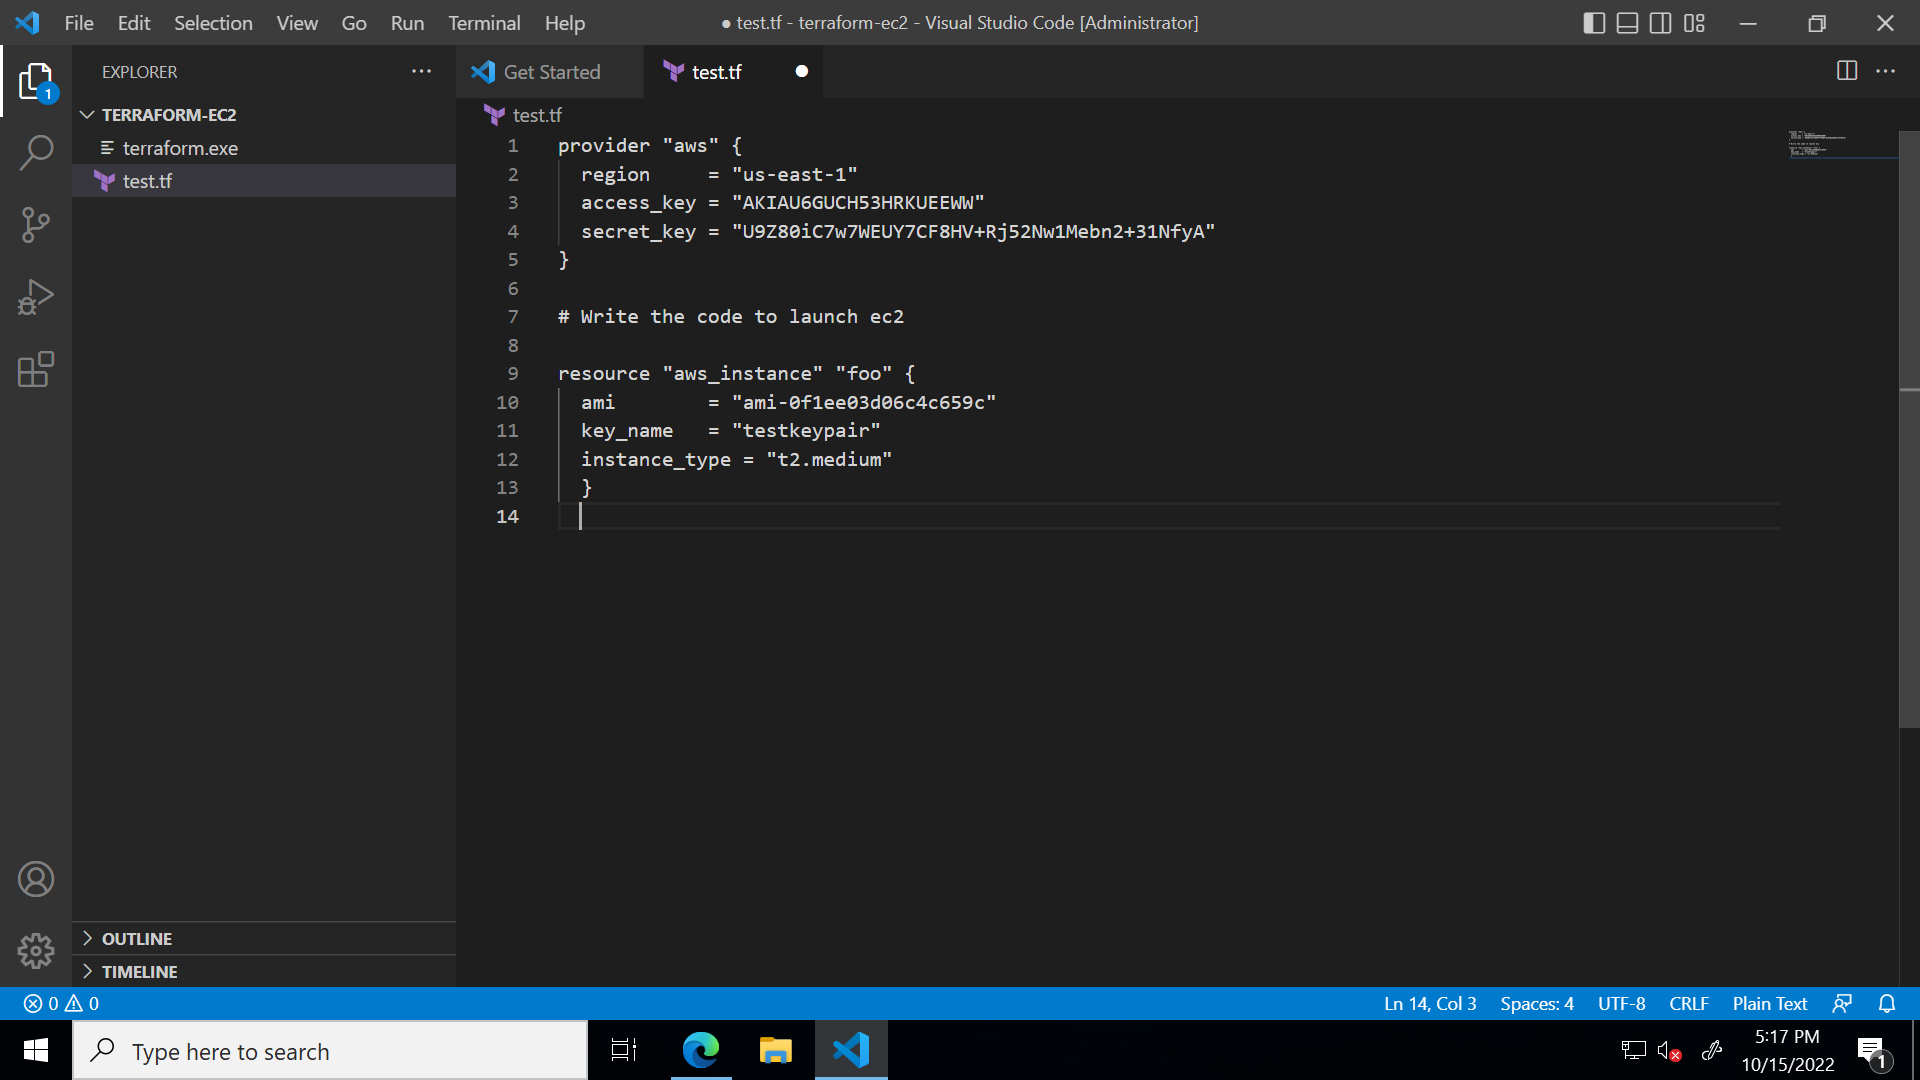 File Edit Selection View Go Run Terminal Help
● test.tf - terraform-ec2 - Visual Studio Code [Administrator]
EXPLORER
Get Started
test.tf
1
TERRAFORM-EC2
terraform.exe
test.tf
test.tf
1 provider "aws" {
2 region = "us-east-1"
3 access_key = "AKIAU6GUCH53HRKUEEWW"
4 secret_key = "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"
5 }
6
7 # Write the code to launch ec2
8
9 resource "aws_instance" "foo" {
10 ami = "ami-0f1ee03d06c4c659c"
11 key_name = "testkeypair"
12 instance_type = "t2.medium"
13 }
14
OUTLINE
TIMELINE
0 0
Ln 14, Col 3 Spaces: 4 UTF-8 CRLF Plain Text
Type here to search
5:17 PM
10/15/2022
1